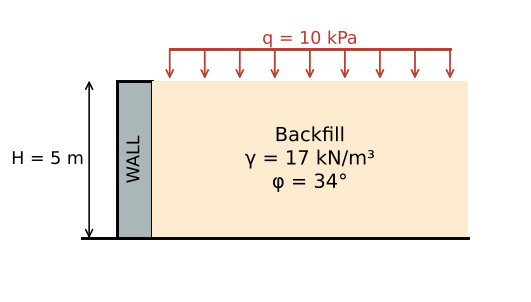 q = 10 kPa
H = 5 m
WALL
Backfill
γ = 17 kN/m³
φ = 34°